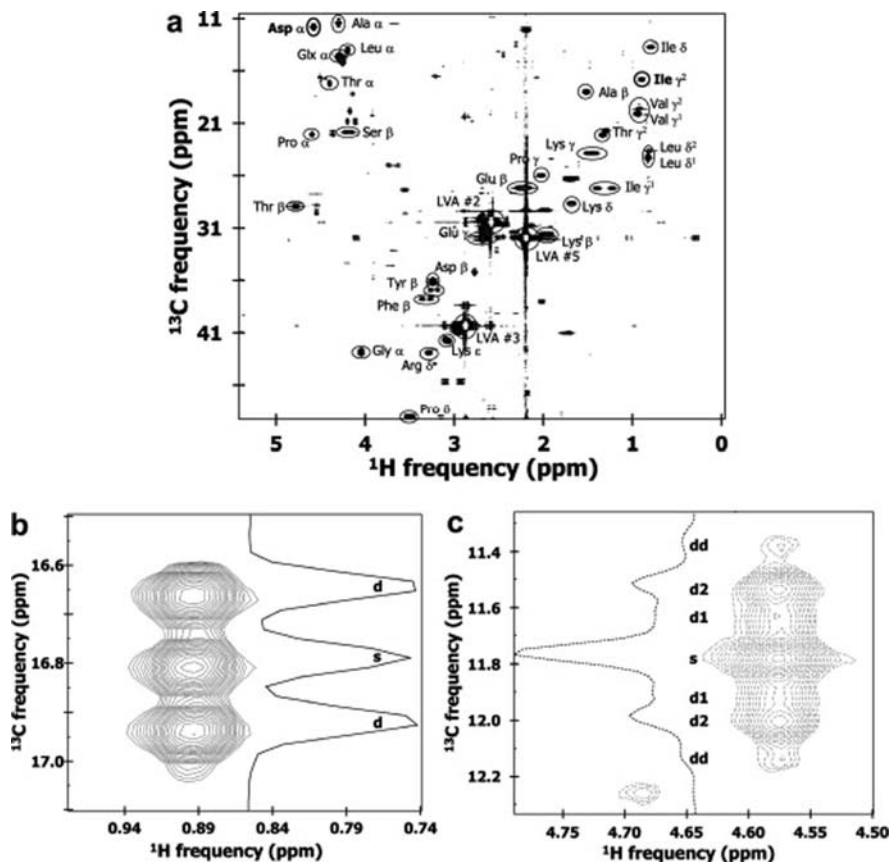 a
11
21
31
41
¹³C frequency (ppm)
5 4 3 2 1 0
¹H frequency (ppm)
Asp α
Ala α
Glx α
Leu α
Thr α
Pro α
Ser β
Thr β
Ile δ
Ile γ²
Ala β
Val γ²
Val γ¹
Thr γ²
Lys γ
Leu δ²
Leu δ¹
Pro γ
Glu β
Ile γ¹
LVA #2
Lys δ
Glu γ
Lys β
LVA #5
Asp β
Tyr β
Phe β
LVA #3
Gly α
Lys ε
Arg δ
Pro δ
b
16.6
16.8
17.0
¹³C frequency (ppm)
d
s
d
0.94 0.89 0.84 0.79 0.74
¹H frequency (ppm)
c
11.4
11.6
11.8
12.0
12.2
¹³C frequency (ppm)
dd
d2
d1
s
d1
d2
dd
4.75 4.70 4.65 4.60 4.55 4.50
¹H frequency (ppm)